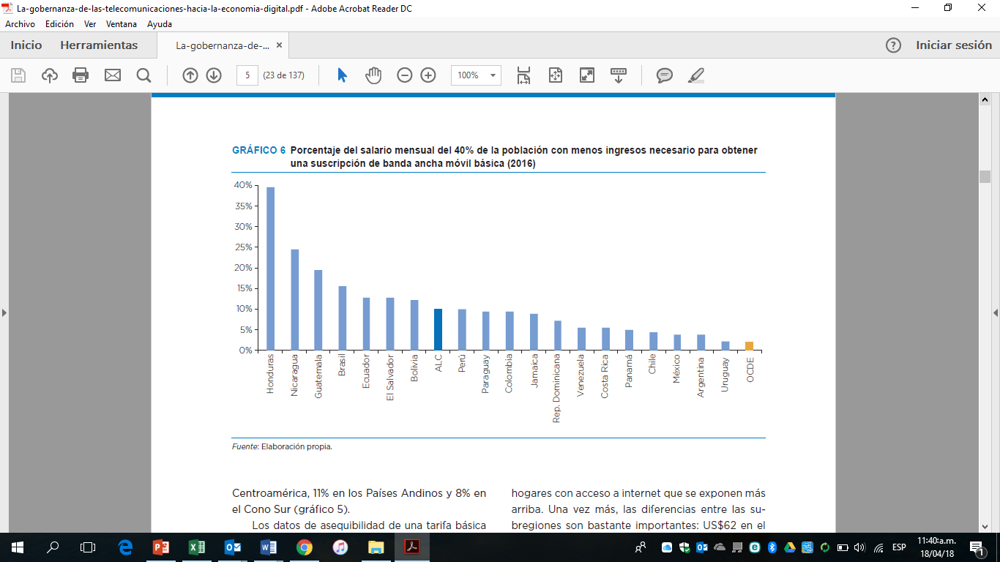 La-gobernanza-de-las-telecomunicaciones-hacia-la-economia-digital.pdf - Adobe Acrobat Reader DC
Archivo Edición Ver Ventana Ayuda
Inicio Herramientas La-gobernanza-de-... × ? Iniciar sesión
5 (23 de 137) 100%
GRÁFICO 6 Porcentaje del salario mensual del 40% de la población con menos ingresos necesario para obtener
una suscripción de banda ancha móvil básica (2016)
40%
35%
30%
25%
20%
15%
10%
5%
0%
Honduras
Nicaragua
Guatemala
Brasil
Ecuador
El Salvador
Bolivia
ALC
Perú
Paraguay
Colombia
Jamaica
Rep. Dominicana
Venezuela
Costa Rica
Panamá
Chile
México
Argentina
Uruguay
OCDE
Fuente: Elaboración propia.
Centroamérica, 11% en los Países Andinos y 8% en
el Cono Sur (gráfico 5).
Los datos de asequibilidad de una tarifa básica
hogares con acceso a internet que se exponen más
arriba. Una vez más, las diferencias entre las su-
bregiones son bastante importantes: US$62 en el
ESP
11:40:a.m.
18/04/18
1